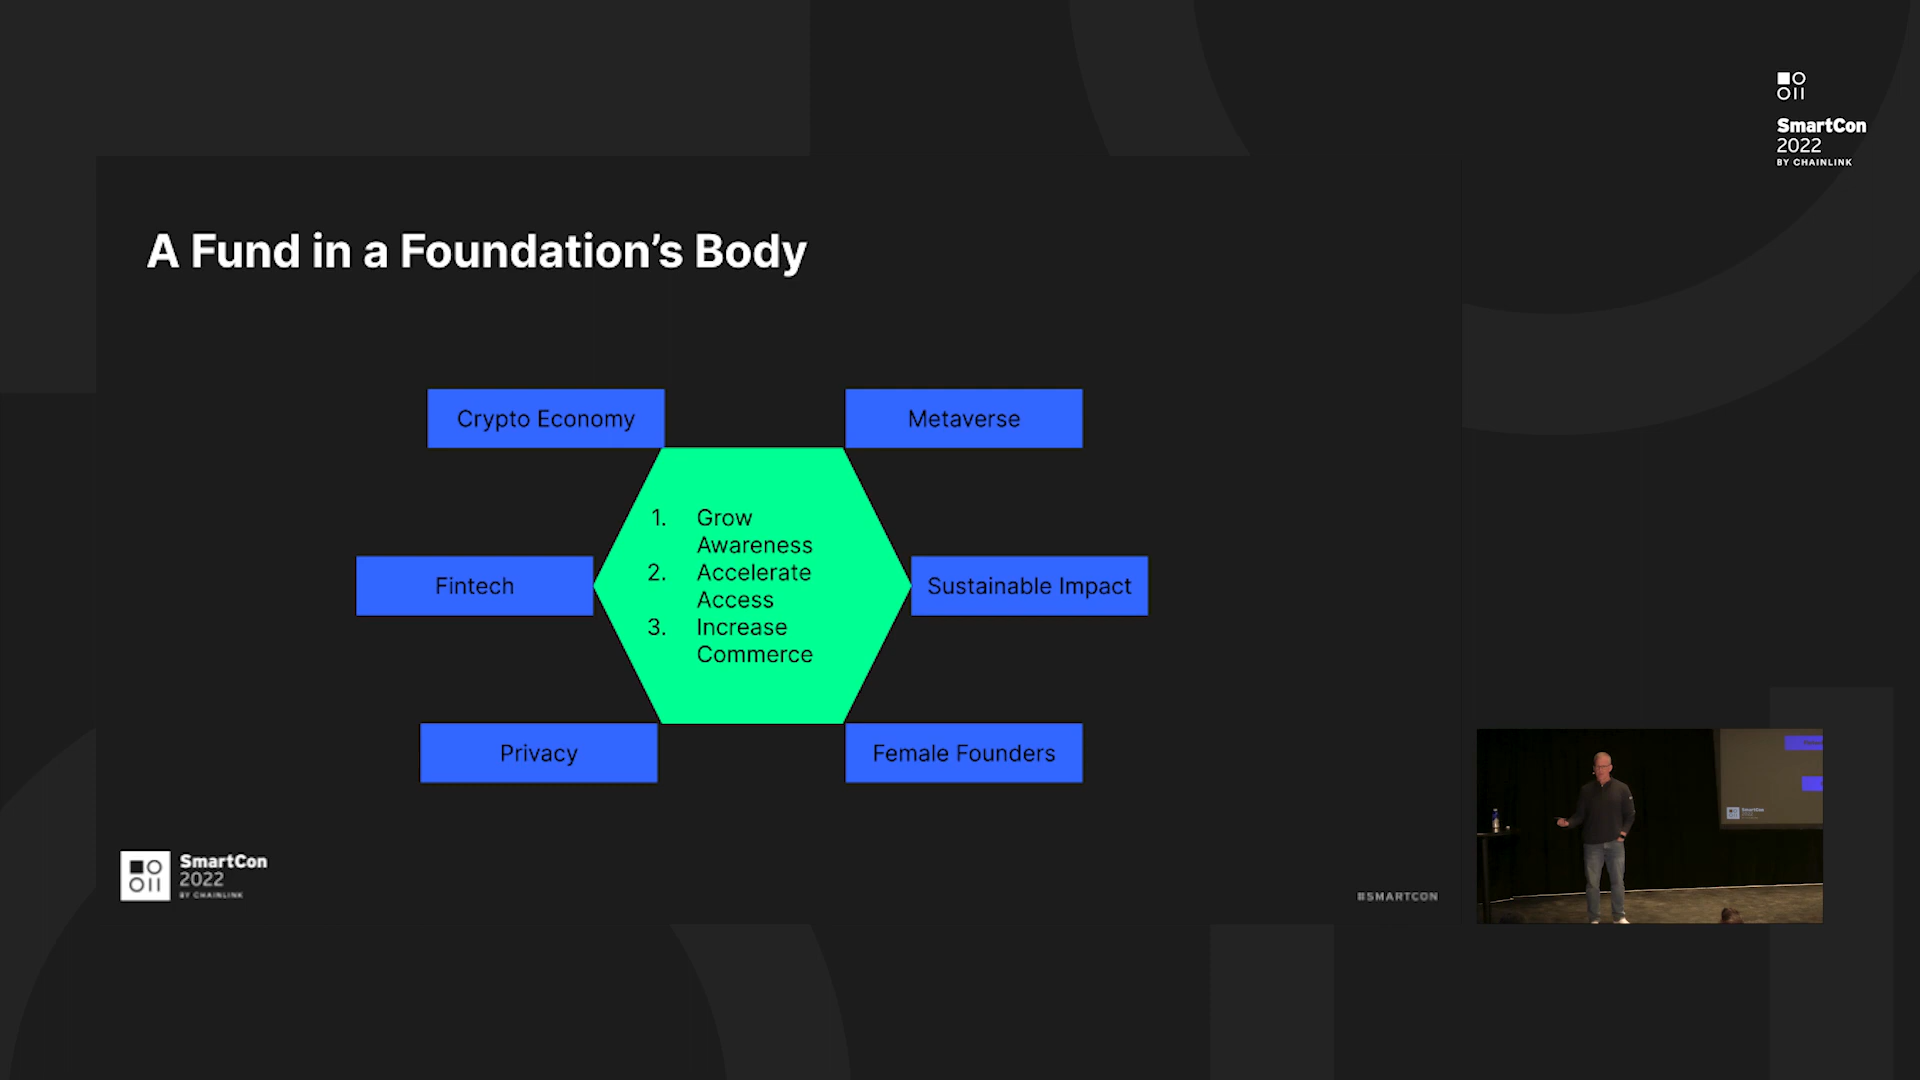 SmartCon
2022
BY CHAINLINK
A Fund in a Foundation’s Body
Crypto Economy
Metaverse
1. Grow
Awareness
2. Accelerate
Access
3. Increase
Commerce
Fintech
Sustainable Impact
Privacy
Female Founders
SmartCon
2022
BY CHAINLINK
#SMARTCON
SmartCon